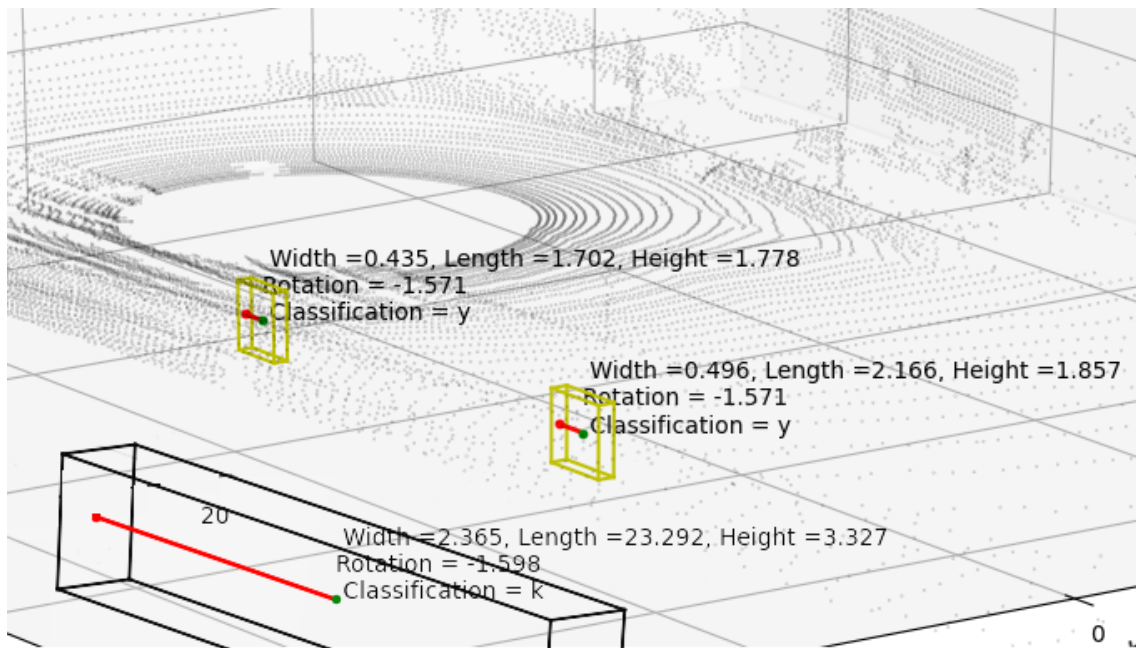 Width =0.435, Length =1.702, Height =1.778
Rotation = -1.571
Classification = y
Width =0.496, Length =2.166, Height =1.857
Rotation = -1.571
Classification = y
20
Width =2.365, Length =23.292, Height =3.327
Rotation = -1.598
Classification = k
0